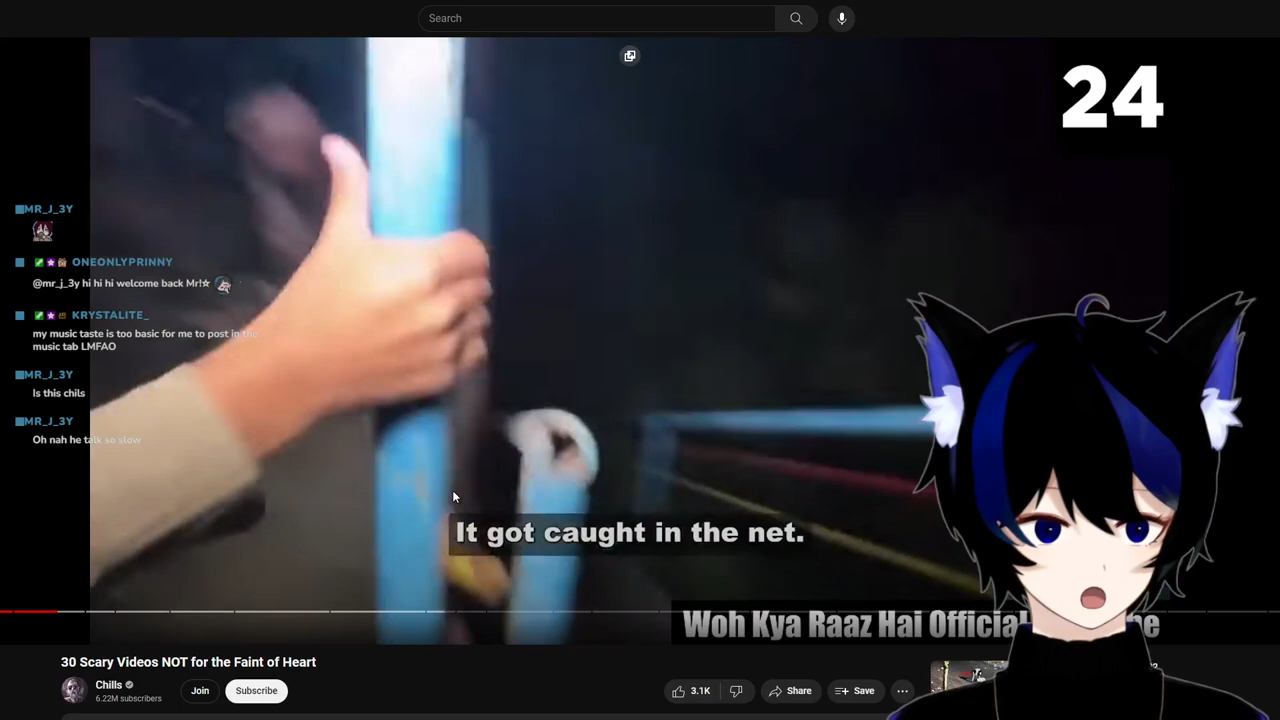 Search
24
MR_J_3Y
ONEONLYPRINNY
@mr_j_3y hi hi hi welcome back Mr!☆
KRYSTALITE_
my music taste is too basic for me to post in the
music tab LMFAO
MR_J_3Y
Is this chils
MR_J_3Y
Oh nah he talk so slow
It got caught in the net.
Woh Kya Raaz Hai Official
30 Scary Videos NOT for the Faint of Heart
Chills
6.22M subscribers
Join
Subscribe
3.1K
Share
Save